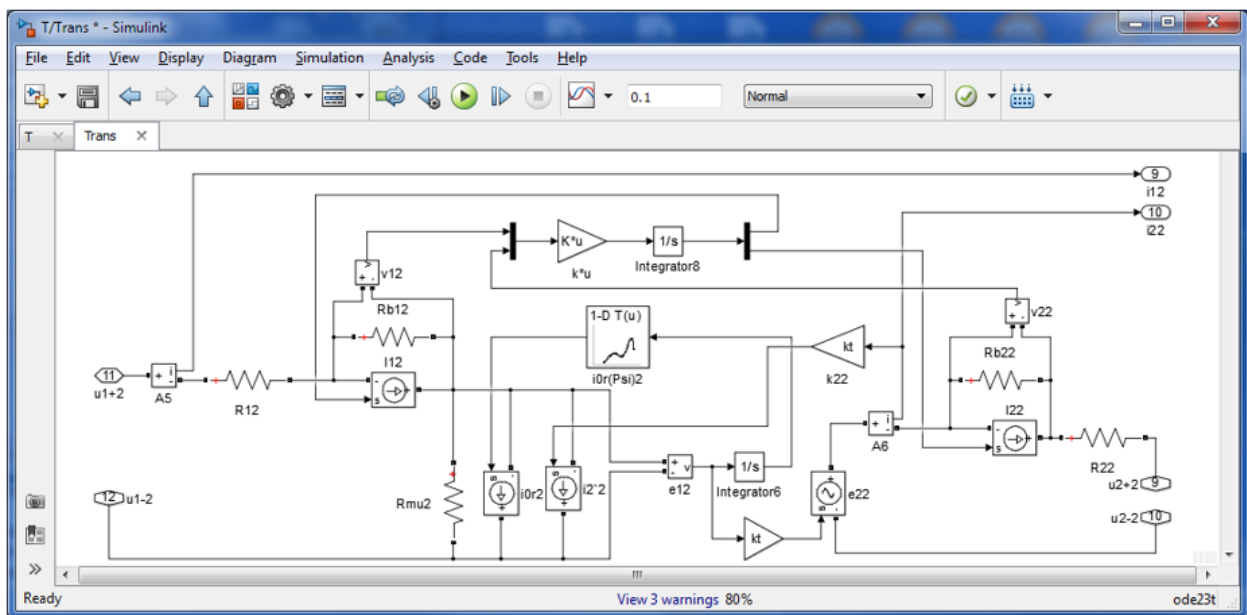 T/Trans * - Simulink
File Edit View Display Diagram Simulation Analysis Code Tools Help
0.1 Normal
T Trans
9
i12
10
i22
K*u
k*u
1/s
Integrator8
v
+ -
v12
Rb12
I12
- +
s
11
u1+2
+ i
-
A5
R12
1-D T(u)
i0r(Psi)2
kt
k22
v
+ -
v22
Rb22
I22
- +
s
+ i
-
A6
R22
u2+2
9
u2-2 10
12 u1-2
Rmu2
s -
+
i0r2
s -
+
i2`2
+
- v
e12
1/s
Integrator6
kt
+
s -
e22
Ready View 3 warnings 80% ode23t